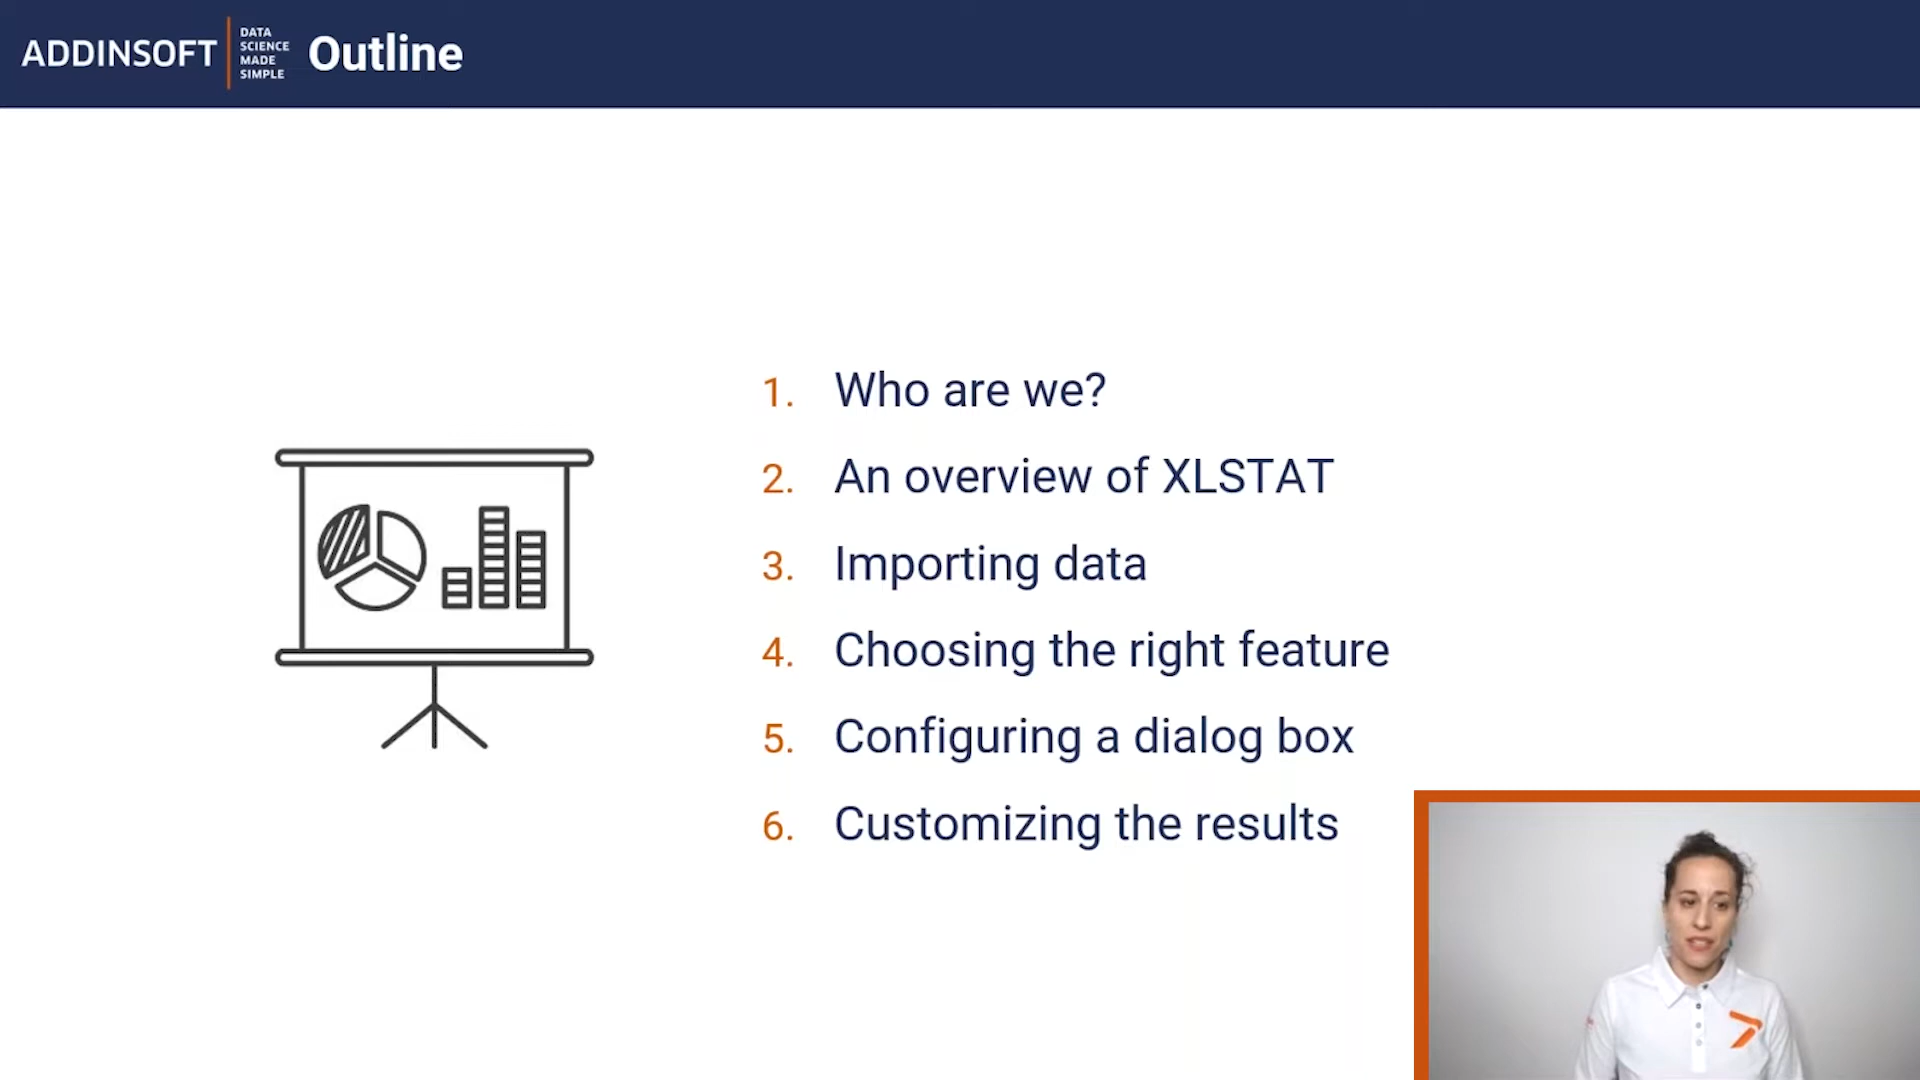 ADDINSOFT
DATA
SCIENCE
MADE
SIMPLE
Outline
1. Who are we?
2. An overview of XLSTAT
3. Importing data
4. Choosing the right feature
5. Configuring a dialog box
6. Customizing the results